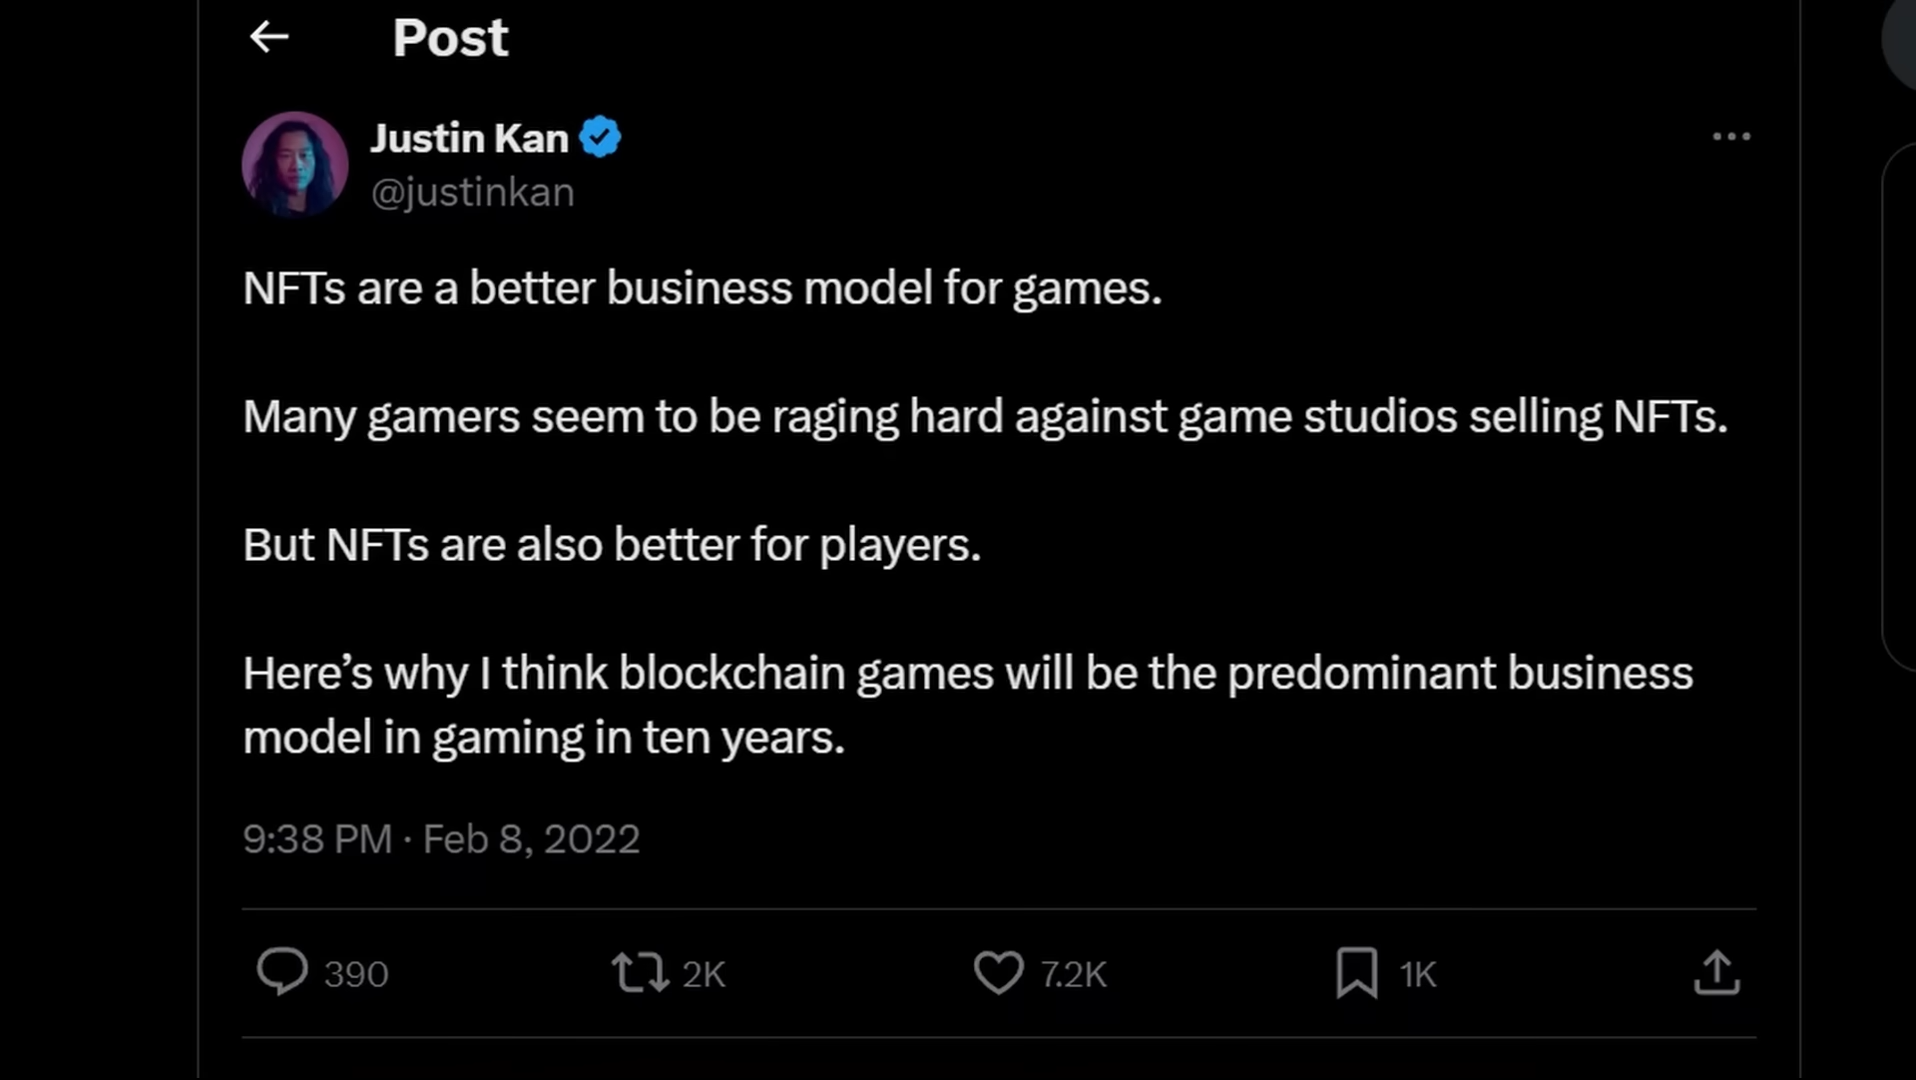 Post
Justin Kan
@justinkan
NFTs are a better business model for games.
Many gamers seem to be raging hard against game studios selling NFTs.
But NFTs are also better for players.
Here’s why I think blockchain games will be the predominant business
model in gaming in ten years.
9:38 PM · Feb 8, 2022
390 2K 7.2K 1K